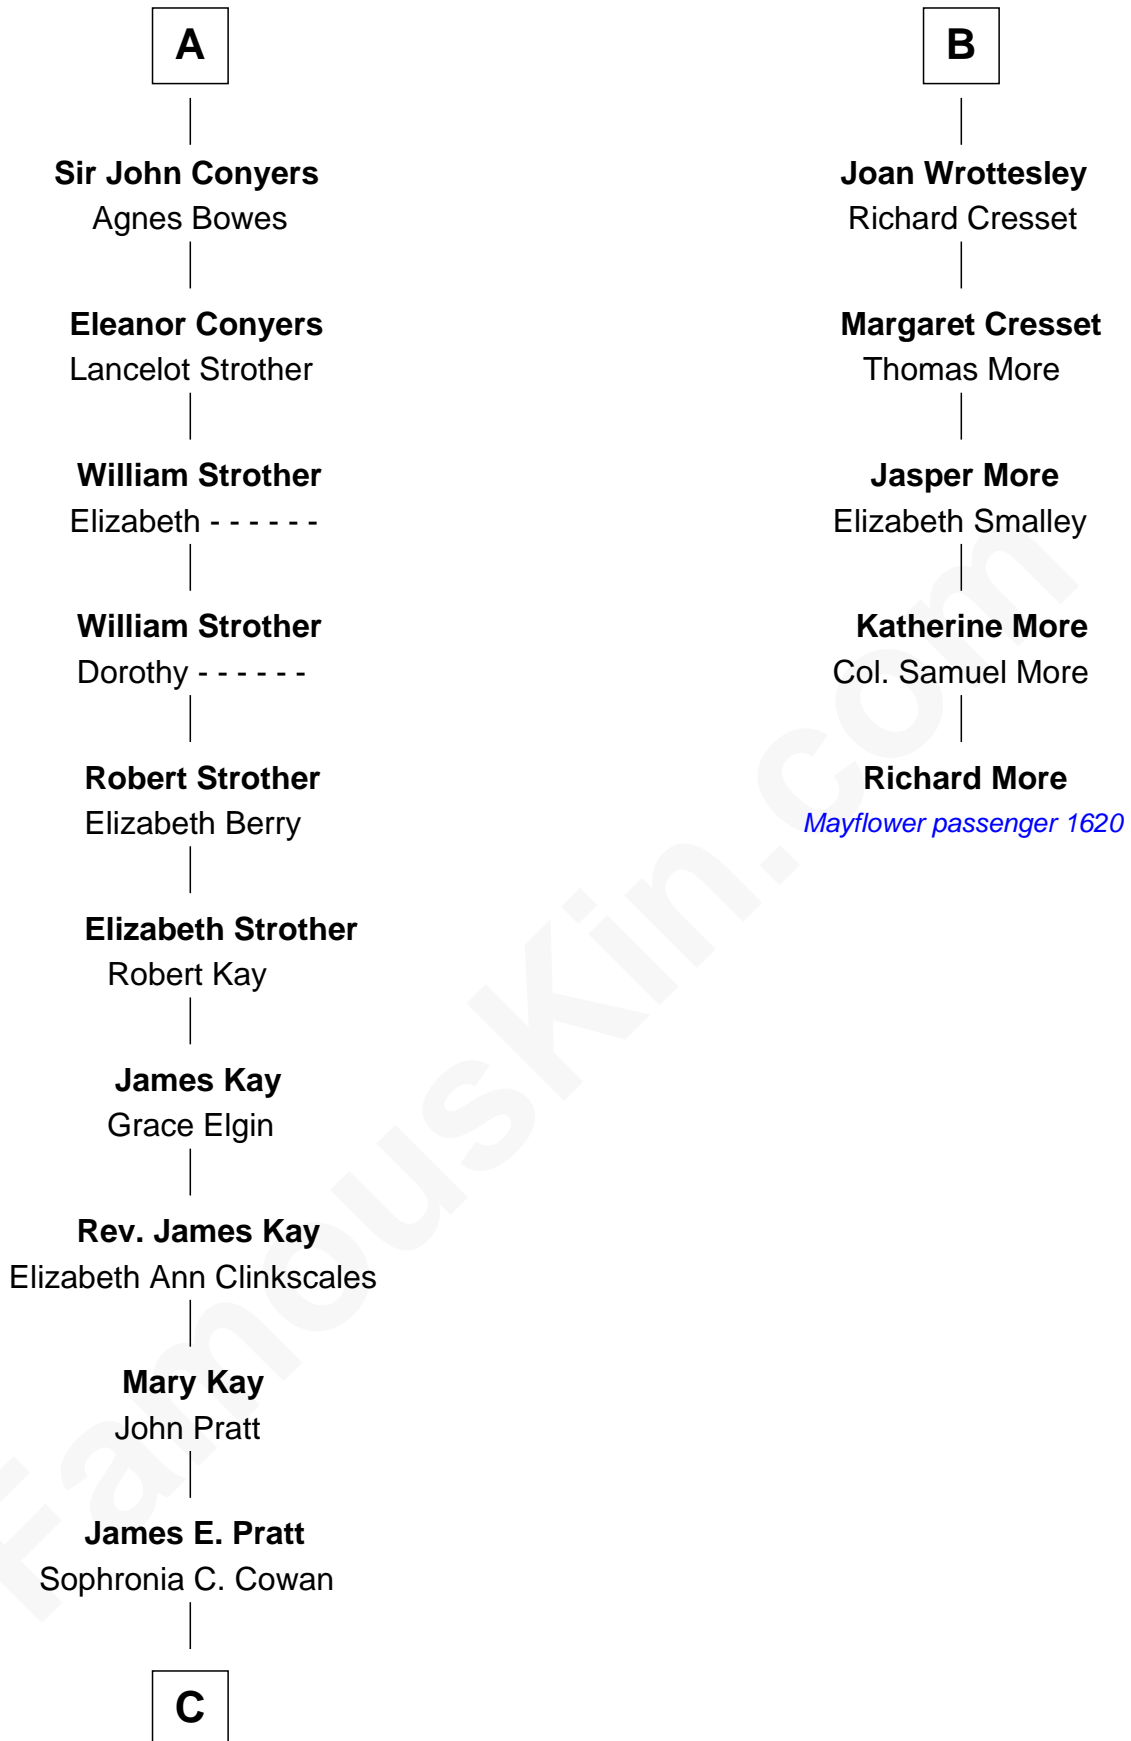 A
Sir John Conyers
Agnes Bowes
Eleanor Conyers
Lancelot Strother
William Strother
Elizabeth - - - - - -
William Strother
Dorothy - - - - - -
Robert Strother
Elizabeth Berry
Elizabeth Strother
Robert Kay
James Kay
Grace Elgin
Rev. James Kay
Elizabeth Ann Clinkscales
Mary Kay
John Pratt
James E. Pratt
Sophronia C. Cowan
C
B
Joan Wrottesley
Richard Cresset
Margaret Cresset
Thomas More
Jasper More
Elizabeth Smalley
Katherine More
Col. Samuel More
Richard More
Mayflower passenger 1620
FamousKin.com